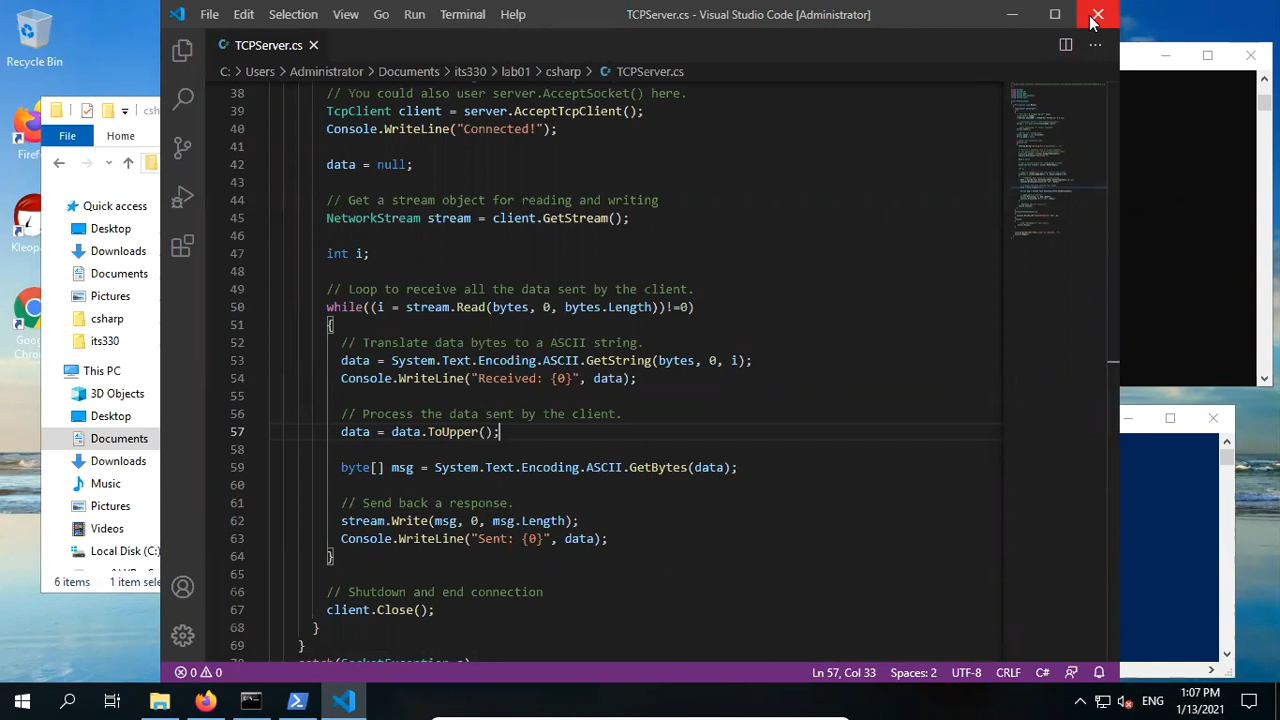 Recycle Bin
Firef
Kleop
Goog
Chro
File
Home
Quick access
Desktop
Downloads
Documents
Pictures
csharp
its330
This PC
3D Objects
Desktop
Documents
Downloads
Music
Pictures
Videos
Local Disk (C:)
6 items
1 item sele
File Edit Selection View Go Run Terminal Help
TCPServer.cs - Visual Studio Code [Administrator]
TCPServer.cs
C: > Users > Administrator > Documents > its330 > lab01 > csharp > TCPServer.cs
38 // You could also user server.AcceptSocket() here.
39 TcpClient client = server.AcceptTcpClient();
40 Console.WriteLine("Connected!");
41
42 data = null;
43
44 // Get a stream object for reading and writing
45 NetworkStream stream = client.GetStream();
46
47 int i;
48
49 // Loop to receive all the data sent by the client.
50 while((i = stream.Read(bytes, 0, bytes.Length))!=0)
51 {
52 // Translate data bytes to a ASCII string.
53 data = System.Text.Encoding.ASCII.GetString(bytes, 0, i);
54 Console.WriteLine("Received: {0}", data);
55
56 // Process the data sent by the client.
57 data = data.ToUpper();
58
59 byte[] msg = System.Text.Encoding.ASCII.GetBytes(data);
60
61 // Send back a response.
62 stream.Write(msg, 0, msg.Length);
63 Console.WriteLine("Sent: {0}", data);
64 }
65
66 // Shutdown and end connection
67 client.Close();
68 }
69 }
70 catch(SocketException e)
0 0
Ln 57, Col 33
Spaces: 2
UTF-8
CRLF
C#
ENG
1:07 PM
1/13/2021